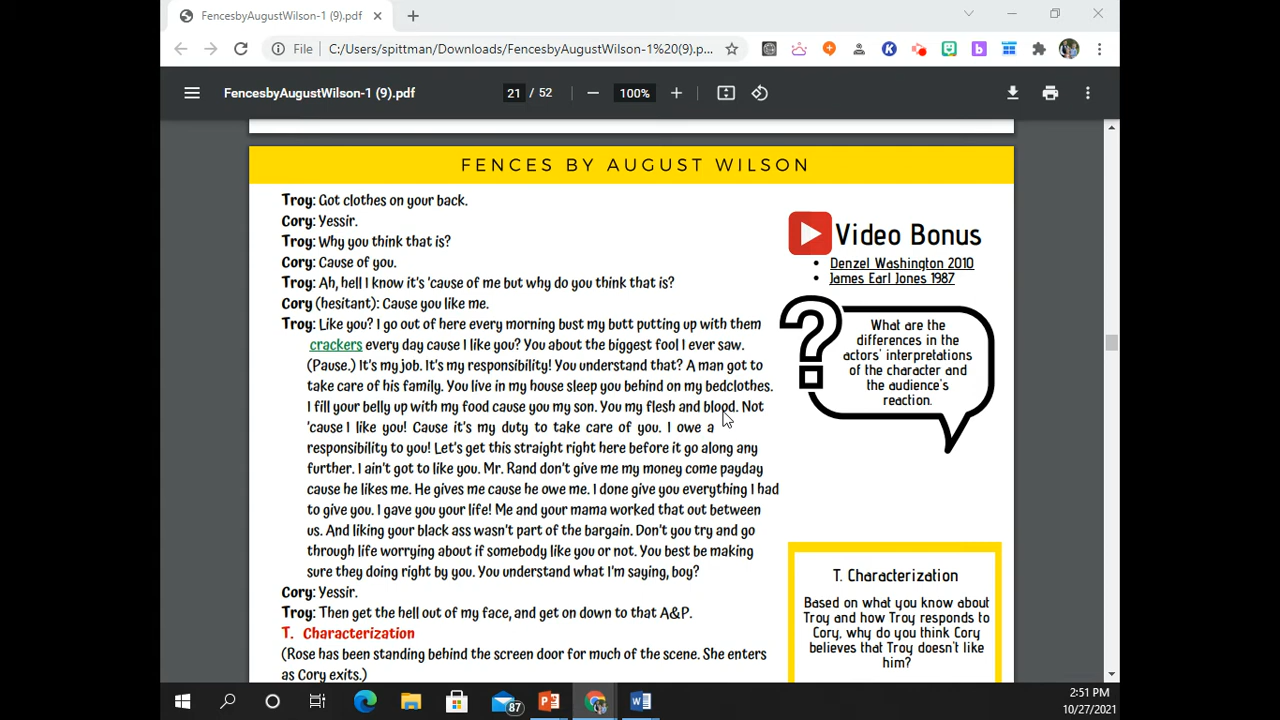 FencesbyAugustWilson-1 (9).pdf
File
C:/Users/spittman/Downloads/FencesbyAugustWilson-1%20(9).p...
FencesbyAugustWilson-1 (9).pdf
21 / 52
100%
FENCES BY AUGUST WILSON
Troy: Got clothes on your back.
Cory: Yessir.
Troy: Why you think that is?
Cory: Cause of you.
Troy: Ah, hell I know it's 'cause of me but why do you think that is?
Cory (hesitant): Cause you like me.
Troy: Like you? I go out of here every morning bust my butt putting up with them
crackers every day cause I like you? You about the biggest fool I ever saw.
(Pause.) It's my job. It's my responsibility! You understand that? A man got to
take care of his family. You live in my house sleep you behind on my bedclothes.
I fill your belly up with my food cause you my son. You my flesh and blood. Not
'cause I like you! Cause it's my duty to take care of you. I owe a
responsibility to you! Let's get this straight right here before it go along any
further. I ain't got to like you. Mr. Rand don't give me my money come payday
cause he likes me. He gives me cause he owe me. I done give you everything I had
to give you. I gave you your life! Me and your mama worked that out between
us. And liking your black ass wasn't part of the bargain. Don't you try and go
through life worrying about if somebody like you or not. You best be making
sure they doing right by you. You understand what I'm saying, boy?
Cory: Yessir.
Troy: Then get the hell out of my face, and get on down to that A&P.
T. Characterization
(Rose has been standing behind the screen door for much of the scene. She enters
as Cory exits.)
Video Bonus
• Denzel Washington 2010
• James Earl Jones 1987
What are the
differences in the
actors' interpretations
of the character and
the audience's
reaction.
T. Characterization
Based on what you know about
Troy and how Troy responds to
Cory, why do you think Cory
believes that Troy doesn't like
him?
87
2:51 PM
10/27/2021